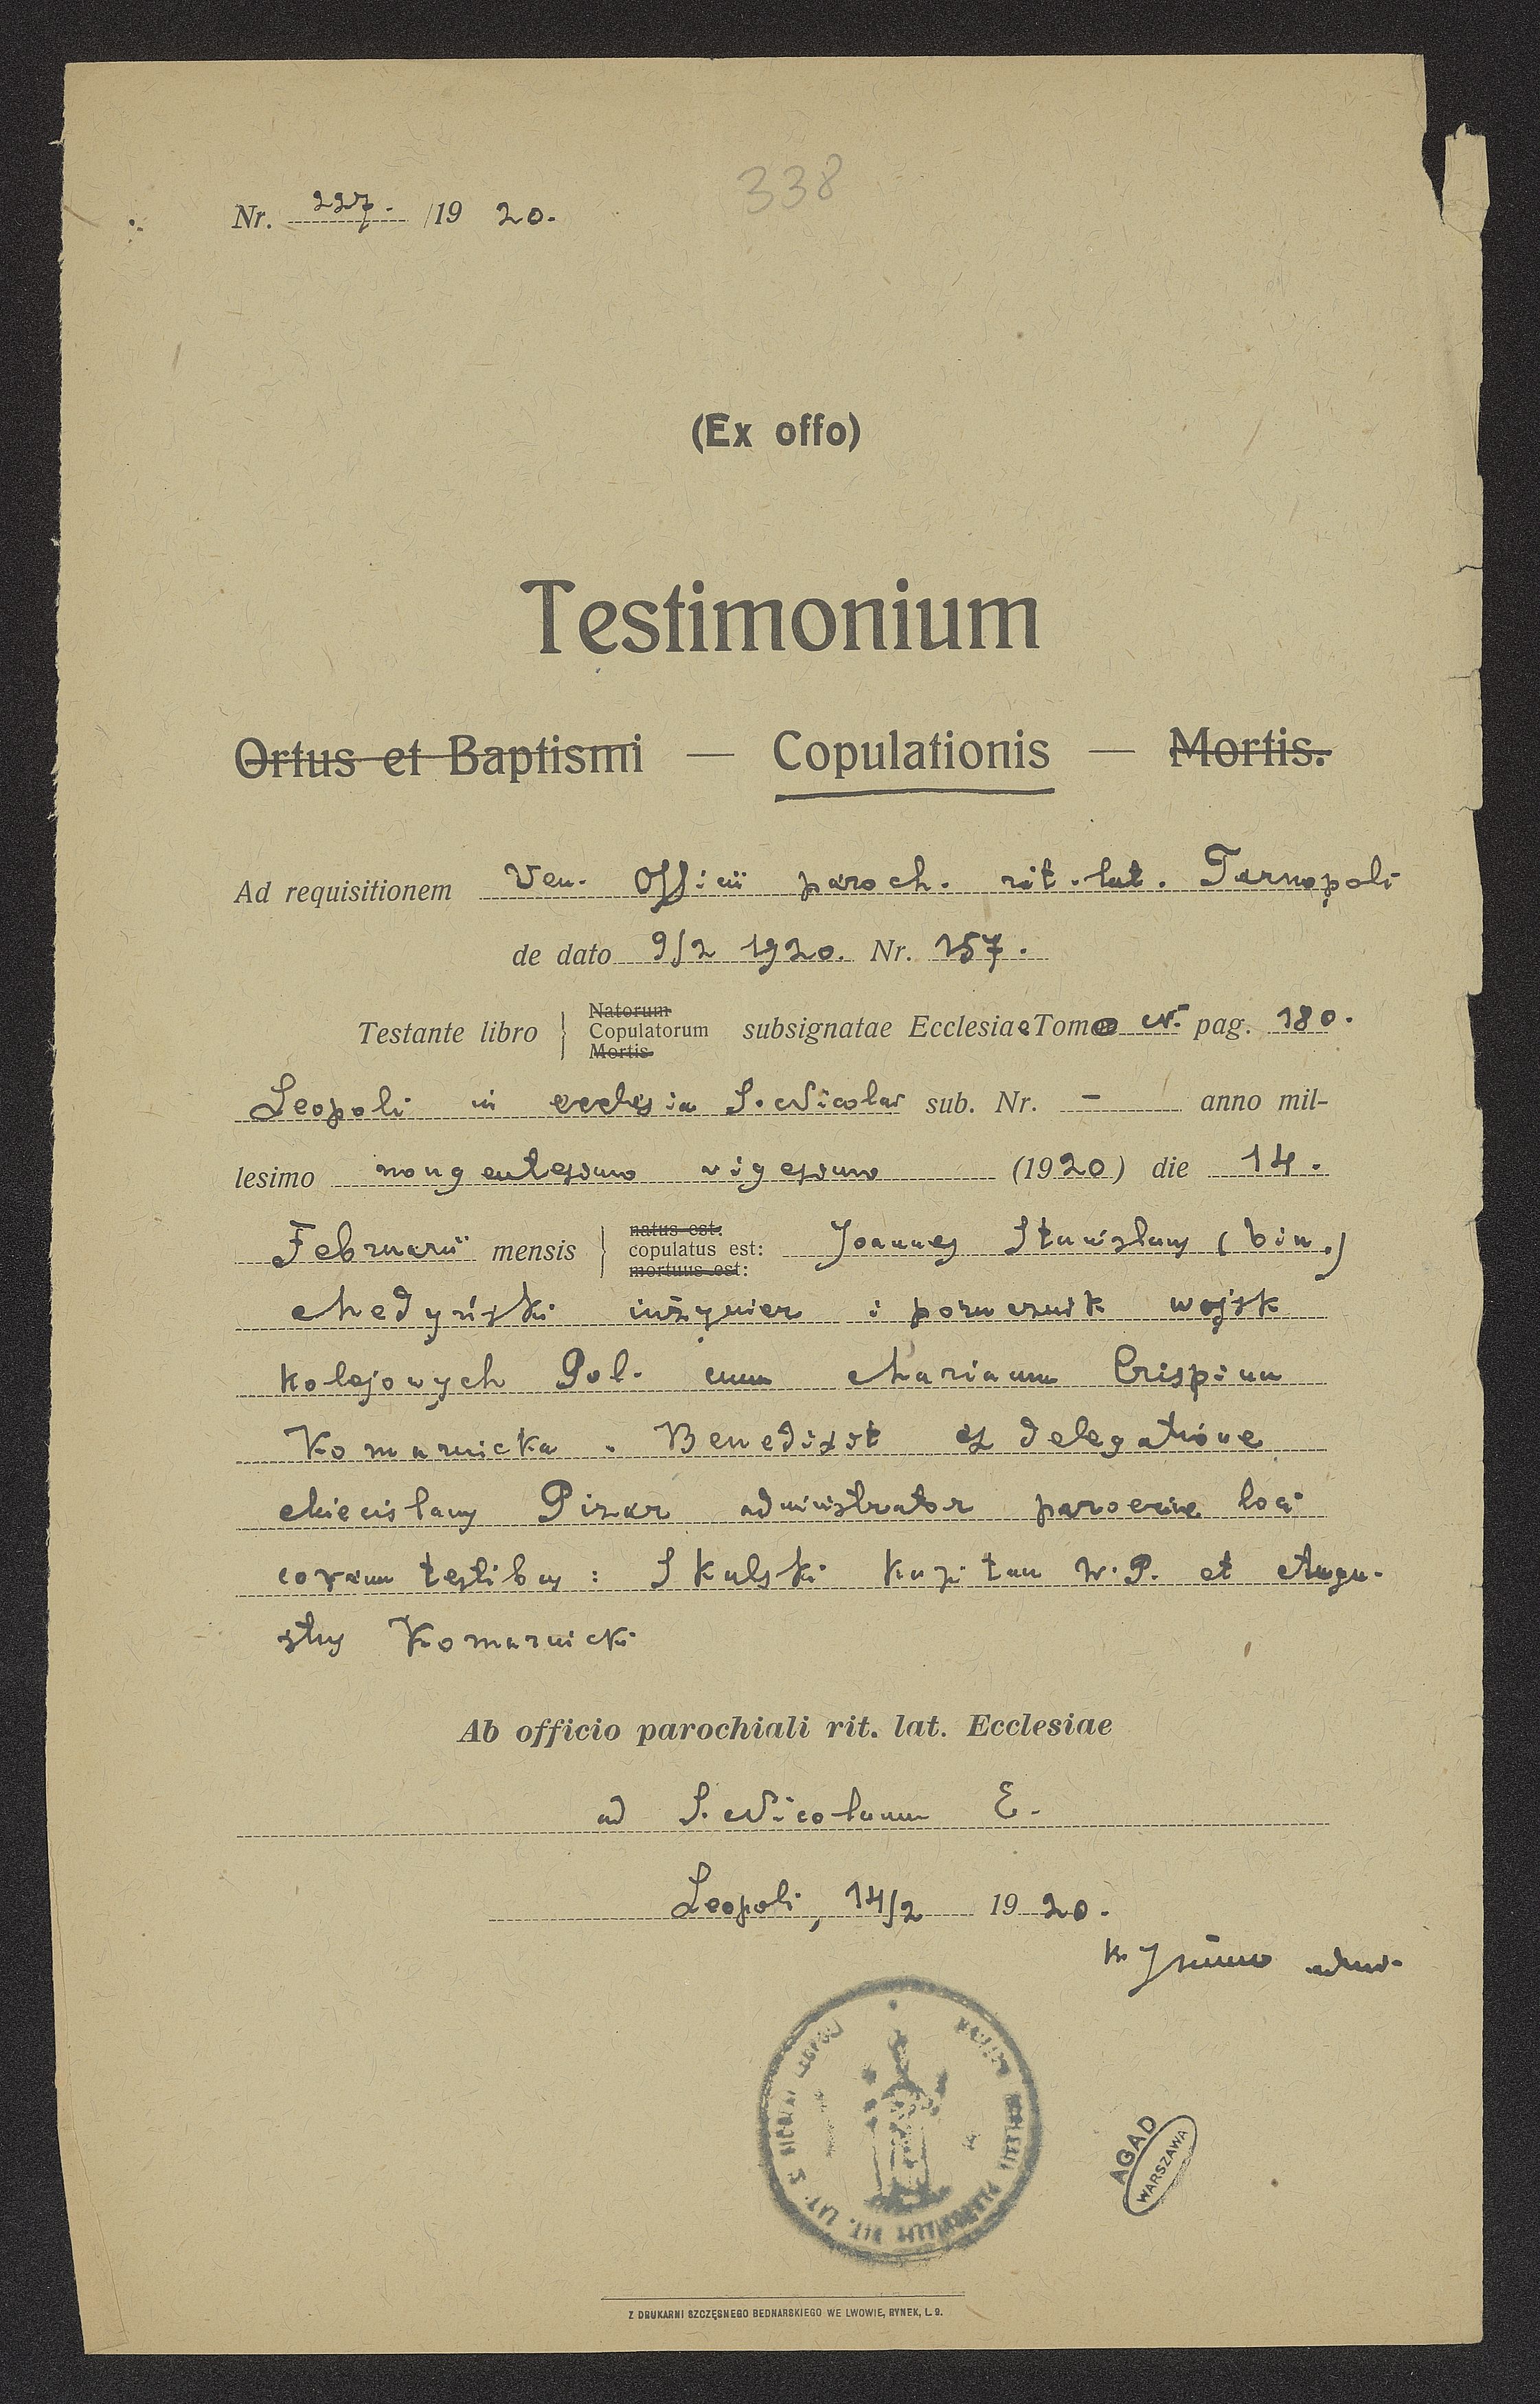 338
Nr. 227. /19 20.
(Ex offo)
Testimonium
Ortus et Baptismi — Copulationis — Mortis.
Ad requisitionem Ven. Officii paroch. rit. lat. Tarnopoli
de dato 9/2 1920. Nr. 157.
Testante libro Natorum Copulatorum Mortis subsignatae Ecclesiae Tomo pag. 180.
Leopoli in ecclesia S. Nicolai sub. Nr. - anno mil-
lesimo nongentesimo vigesimo (1920) die 14.
Februarii mensis natus est: copulatus est: mortuus est: Joannes Stanislaus (bin.)
Medyński inżynier i porucznik wojsk
kolejowych Pol. cum Marianna Crispina
Komarnicka. Benedixit ex delegatione
Miecislaus Pizar administrator paroeciae loci
coram testibus: Skulski kapitan W.P. et Augu-
stus Komarnicki
Ab officio parochiali rit. lat. Ecclesiae
ad S. Nicolaum E.
Leopoli, 14/2 1920.
AGAD
WARSZAWA
Z DRUKARNI SZCZĘSNEGO BEDNARSKIEGO WE LWOWIE, RYNEK, L. 9.